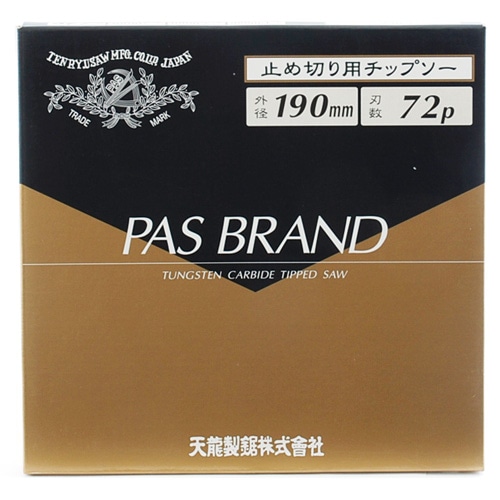 TENRYUSAW MFG. CO. LTD. JAPAN
TRADE MARK
止め切り用チップソー
外径 190mm 刃数 72p
PAS BRAND
TUNGSTEN CARBIDE TIPPED SAW
天龍製鋸株式會社